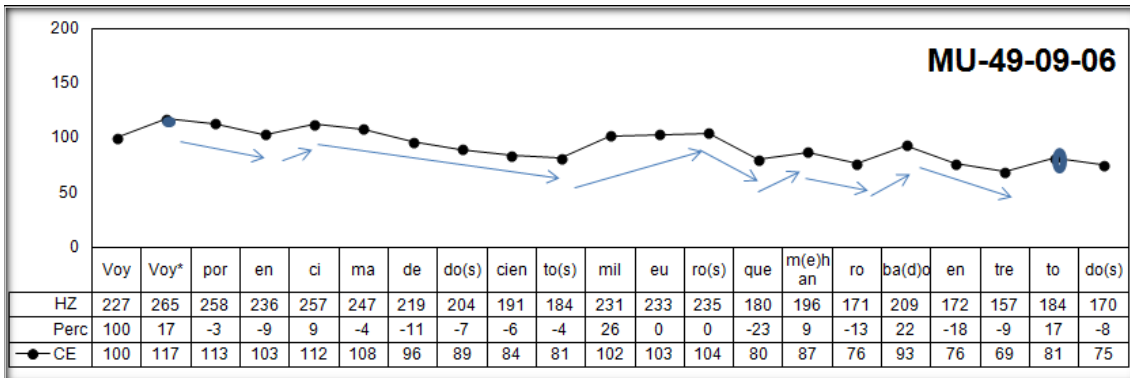 200
MU-49-09-06
150
100
50
0
Voy Voy* por en ci ma de do(s) cien to(s) mil eu ro(s) que m(e)h an ro ba(d)o en tre to do(s)
HZ 227 265 258 236 257 247 219 204 191 184 231 233 235 180 196 171 209 172 157 184 170
Perc 100 17 -3 -9 9 -4 -11 -7 -6 -4 26 0 0 -23 9 -13 22 -18 -9 17 -8
CE 100 117 113 103 112 108 96 89 84 81 102 103 104 80 87 76 93 76 69 81 75